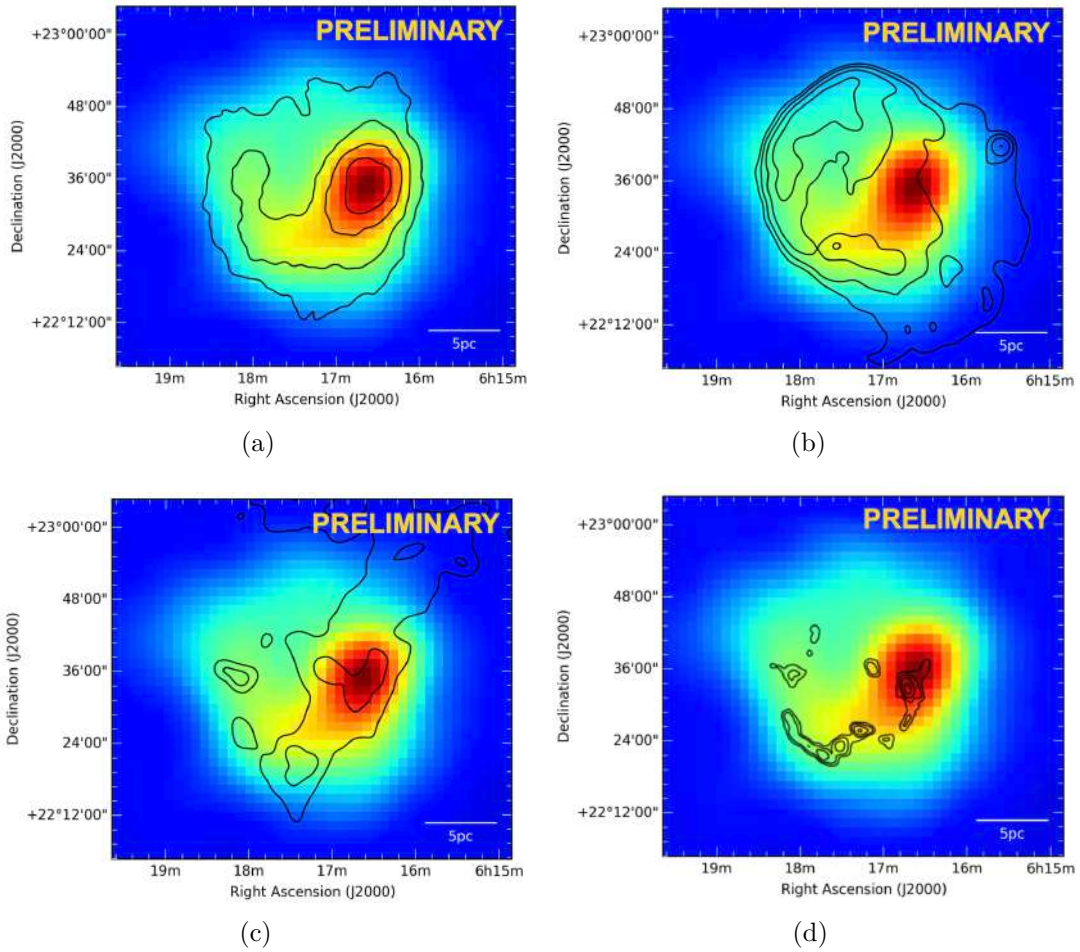 PRELIMINARY
+23°00'00"
48'00"
36'00"
24'00"
+22°12'00"
Declination (J2000)
5pc
19m 18m 17m 16m 6h15m
Right Ascension (J2000)
(a)
PRELIMINARY
+23°00'00"
48'00"
36'00"
24'00"
+22°12'00"
Declination (J2000)
5pc
19m 18m 17m 16m 6h15m
Right Ascension (J2000)
(b)
PRELIMINARY
+23°00'00"
48'00"
36'00"
24'00"
+22°12'00"
Declination (J2000)
5pc
19m 18m 17m 16m 6h15m
Right Ascension (J2000)
(c)
PRELIMINARY
+23°00'00"
48'00"
36'00"
24'00"
+22°12'00"
Declination (J2000)
5pc
19m 18m 17m 16m 6h15m
Right Ascension (J2000)
(d)